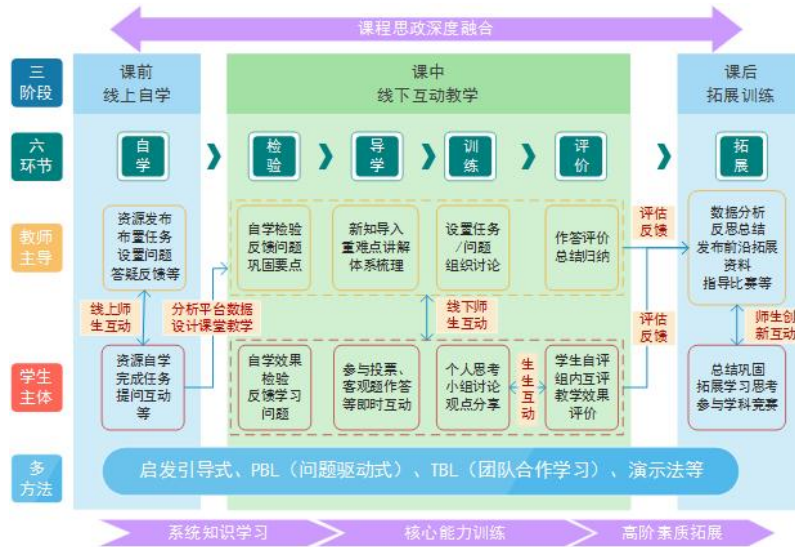 课程思政深度融合
三
阶段
课前
线上自学
课中
线下互动教学
课后
拓展训练
六
环节
自
学
检
验
导
学
训
练
评
价
拓
展
教师
主导
资源发布
布置任务
设置问题
答疑反馈等
自学检验
反馈问题
巩固要点
新知导入
重难点讲解
体系梳理
设置任务
/问题
组织讨论
作答评价
总结归纳
评估
反馈
数据分析
反思总结
发布前沿拓展
资料
指导比赛等
线上师
生互动
分析平台数据
设计课堂教学
线下师
生互动
评估
反馈
师生创
新互动
学生
主体
资源自学
完成任务
提问互动
等
自学效果
检验
反馈学习
问题
参与投票、
客观题作答
等即时互动
个人思考
小组讨论
观点分享
生
生
互
动
学生自评
组内互评
教学效果
评价
总结巩固
拓展学习思考
参与学科竞赛
多
方法
启发引导式、PBL（问题驱动式）、TBL（团队合作学习）、演示法等
系统知识学习
核心能力训练
高阶素质拓展